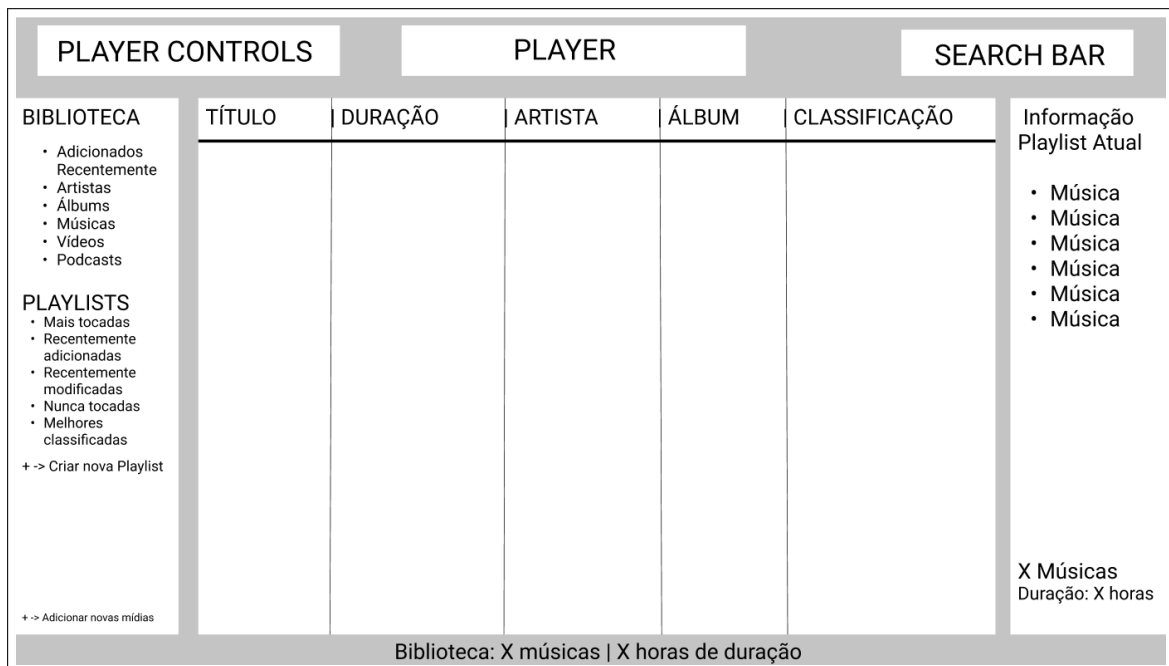 PLAYER CONTROLS
PLAYER
SEARCH BAR
BIBLIOTECA
• Adicionados
Recentemente
• Artistas
• Álbums
• Músicas
• Vídeos
• Podcasts
PLAYLISTS
• Mais tocadas
• Recentemente
adicionadas
• Recentemente
modificadas
• Nunca tocadas
• Melhores
classificadas
+ -> Criar nova Playlist
+ -> Adicionar novas mídias
TÍTULO | DURAÇÃO | ARTISTA | ÁLBUM | CLASSIFICAÇÃO
Informação
Playlist Atual
• Música
• Música
• Música
• Música
• Música
• Música
X Músicas
Duração: X horas
Biblioteca: X músicas | X horas de duração